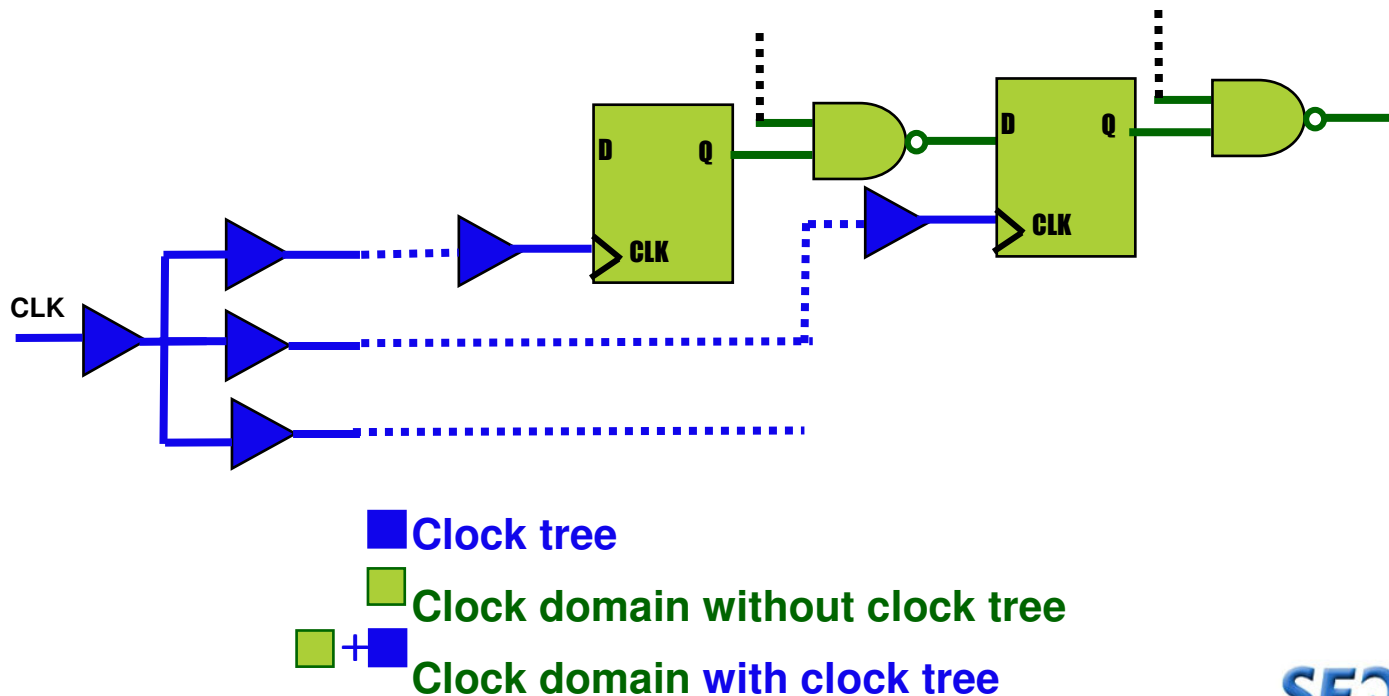 D Q
D Q
CLK
CLK
CLK
Clock tree
Clock domain without clock tree
+
Clock domain with clock tree